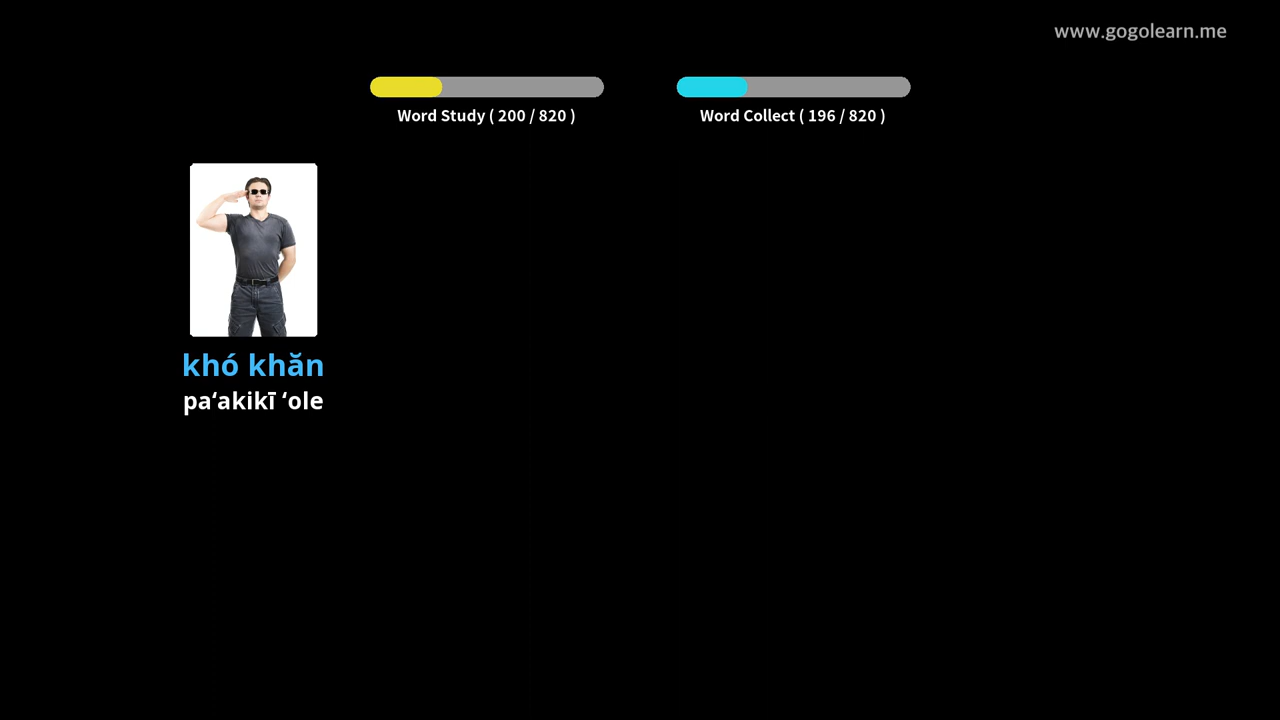 www.gogolearn.me
Word Study ( 200 / 820 )
Word Collect ( 196 / 820 )
khó khăn
paʻakikī ʻole